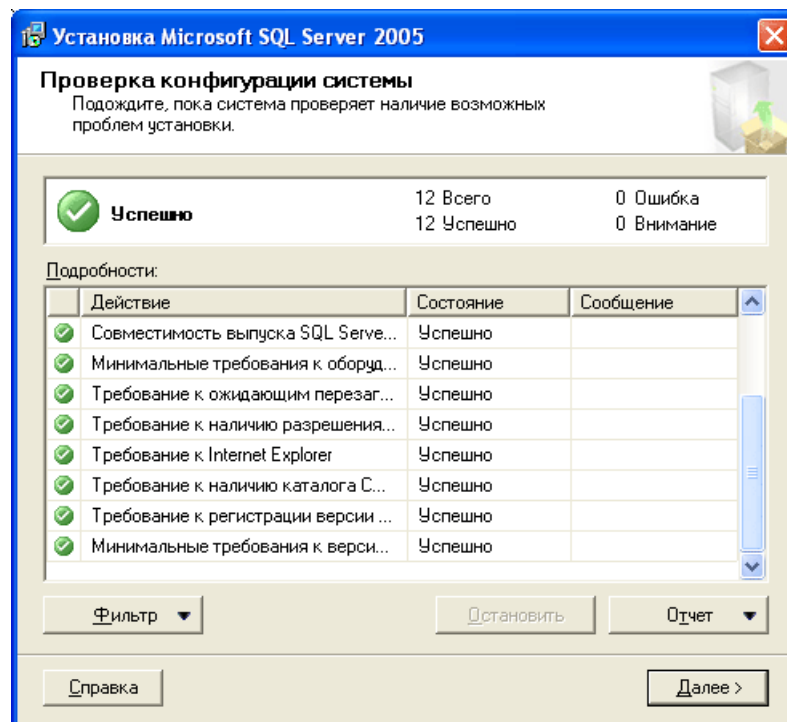 Установка Microsoft SQL Server 2005
Проверка конфигурации системы
Подождите, пока система проверяет наличие возможных
проблем установки.
Успешно
12 Всего
0 Ошибка
12 Успешно
0 Внимание
Подробности:
Действие Состояние Сообщение
Совместимость выпуска SQL Serve... Успешно
Минимальные требования к оборуд... Успешно
Требование к ожидающим перезаг... Успешно
Требование к наличию разрешения... Успешно
Требование к Internet Explorer Успешно
Требование к наличию каталога C... Успешно
Требование к регистрации версии ... Успешно
Минимальные требования к верси... Успешно
Фильтр Остановить Отчет
Справка Далее >